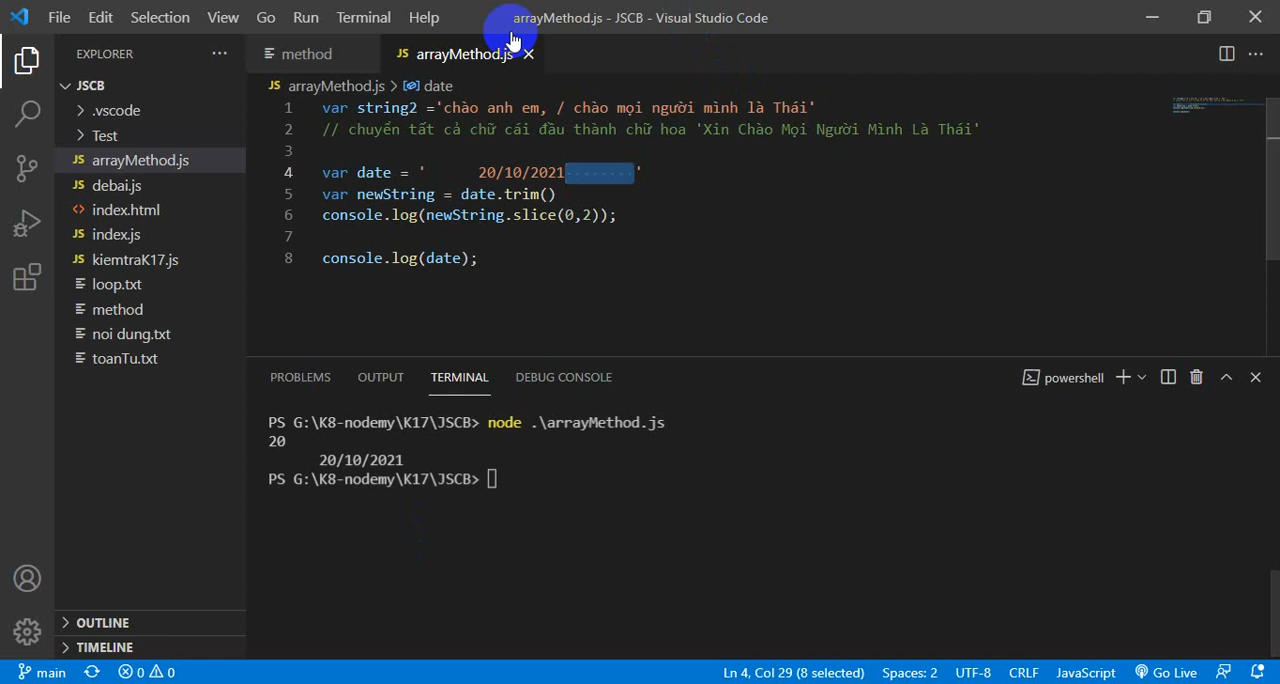 File Edit Selection View Go Run Terminal Help arrayMethod.js - JSCB - Visual Studio Code
EXPLORER ··· method JS arrayMethod.js
JSCB
.vscode
Test
JS arrayMethod.js
JS debai.js
index.html
JS index.js
JS kiemtraK17.js
loop.txt
method
noi dung.txt
toanTu.txt
OUTLINE
TIMELINE
JS arrayMethod.js > date
1 var string2 ='chào anh em, / chào mọi người mình là Thái'
2 // chuyển tất cả chữ cái đầu thành chữ hoa 'Xin Chào Mọi Người Mình Là Thái'
3
4 var date = '      20/10/2021        '
5 var newString = date.trim()
6 console.log(newString.slice(0,2));
7
8 console.log(date);
PROBLEMS OUTPUT TERMINAL DEBUG CONSOLE powershell
PS G:\K8-nodemy\K17\JSCB> node .\arrayMethod.js
20
      20/10/2021
PS G:\K8-nodemy\K17\JSCB>
main 0 0 Ln 4, Col 29 (8 selected) Spaces: 2 UTF-8 CRLF JavaScript Go Live